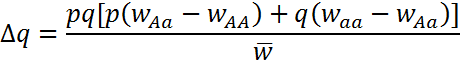 Δq = pq[p(w_Aa − w_AA) + q(w_aa − w_Aa)] / w̅